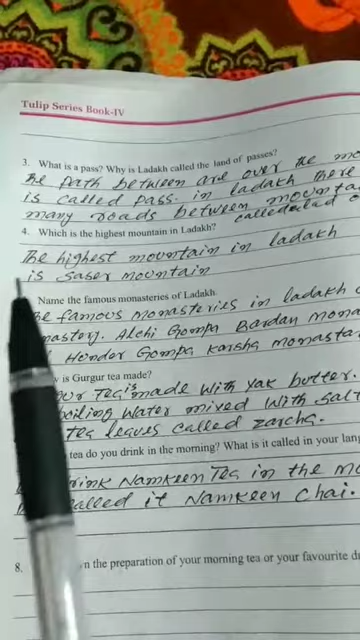 Tulip Series Book-IV
3. What is a pass? Why is Ladakh called the land of passes?
The path between are over the mo
is called pass. in ladakh there
many roads between mounta
called
4. Which is the highest mountain in Ladakh?
The highest mountain in ladakh
is Saser mountain
Name the famous monasteries of Ladakh.
famous monasteries in ladakh
nastery. Alchi Gompa Bardan Mona
Honder Gompa Karsha monasta
is Gurgur tea made?
ur Tea is made with yak butter.
boiling water mixed with salt
tea leaves called zarcha.
tea do you drink in the morning? What is it called in your lan
rink Namkeen Tea in the mo
called it Namkeen Chai.
8.
n the preparation of your morning tea or your favourite d